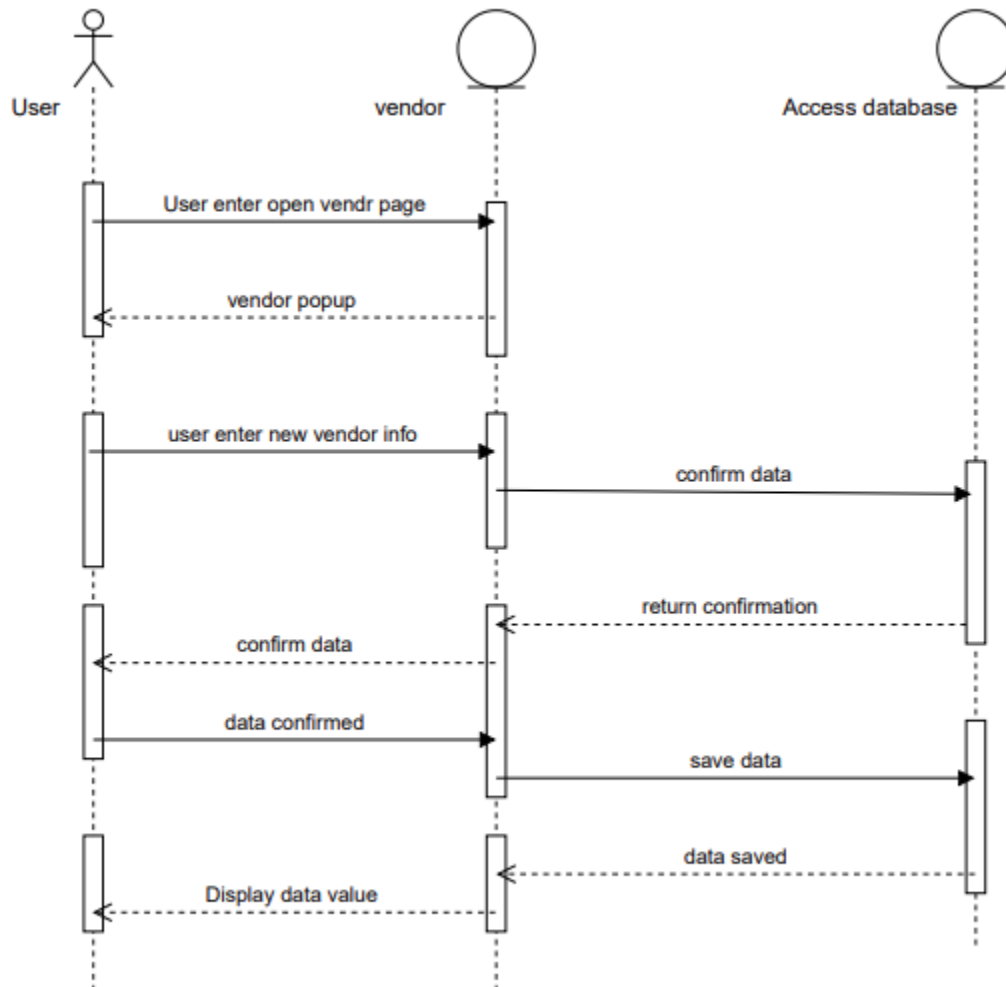 User
vendor
Access database
User enter open vendr page
vendor popup
user enter new vendor info
confirm data
return confirmation
confirm data
data confirmed
save data
data saved
Display data value